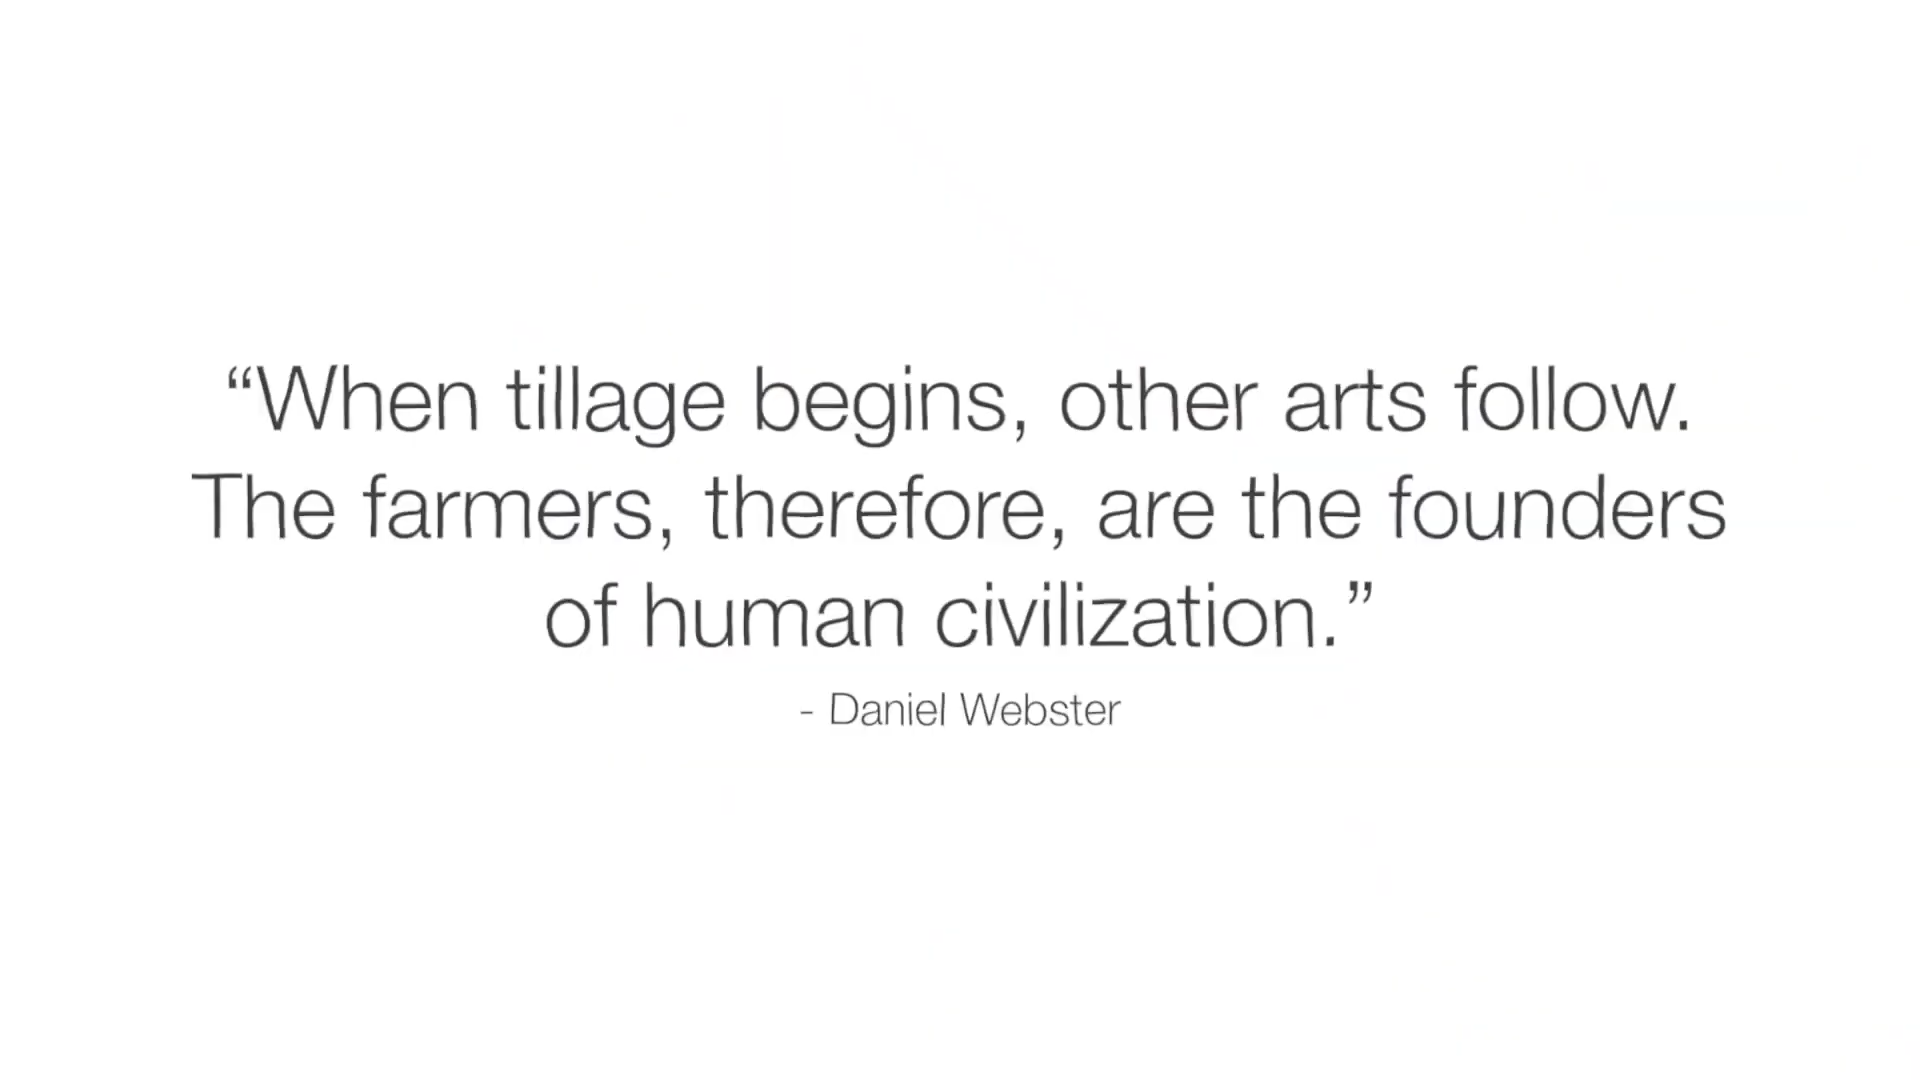 “When tillage begins, other arts follow.
The farmers, therefore, are the founders
of human civilization.”
- Daniel Webster